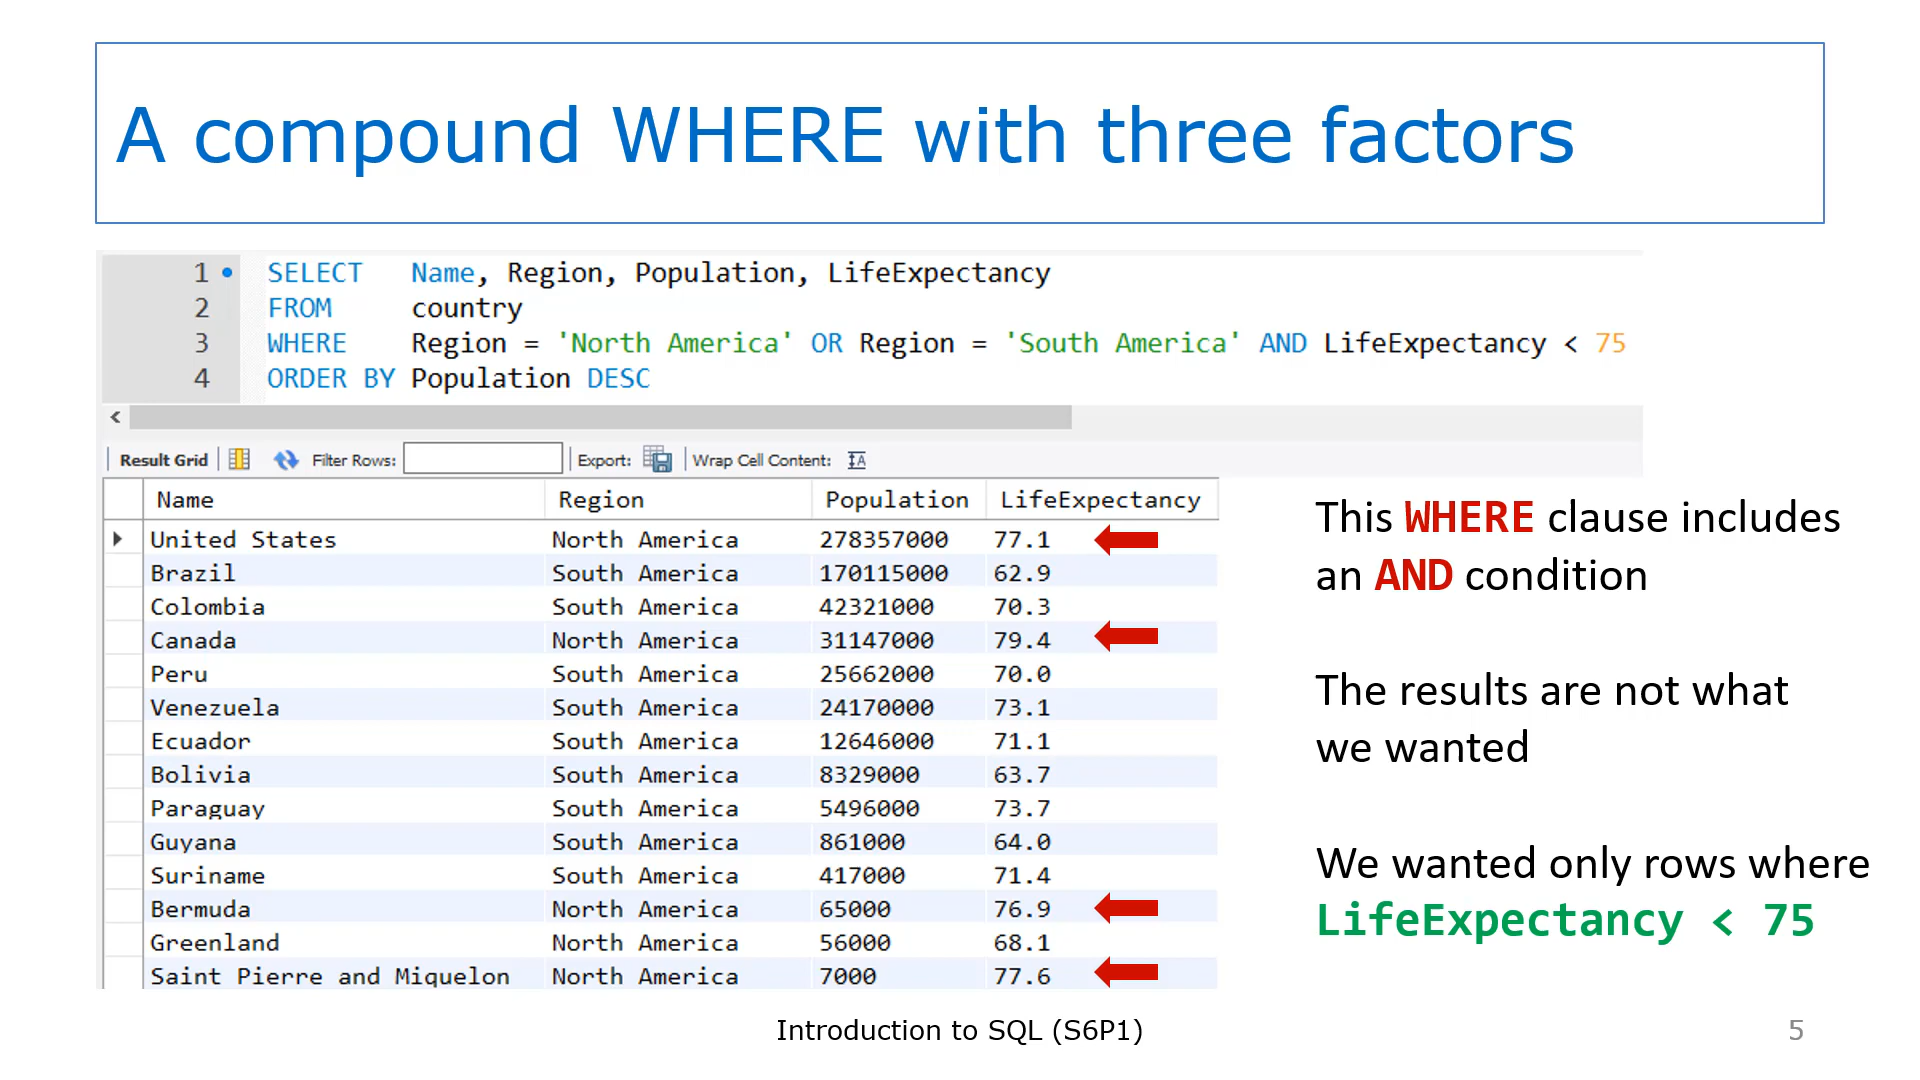 A compound WHERE with three factors
1 SELECT Name, Region, Population, LifeExpectancy
2 FROM country
3 WHERE Region = 'North America' OR Region = 'South America' AND LifeExpectancy < 75
4 ORDER BY Population DESC
Result Grid Filter Rows: Export: Wrap Cell Content:
Name Region Population LifeExpectancy
United States North America 278357000 77.1
Brazil South America 170115000 62.9
Colombia South America 42321000 70.3
Canada North America 31147000 79.4
Peru South America 25662000 70.0
Venezuela South America 24170000 73.1
Ecuador South America 12646000 71.1
Bolivia South America 8329000 63.7
Paraguay South America 5496000 73.7
Guyana South America 861000 64.0
Suriname South America 417000 71.4
Bermuda North America 65000 76.9
Greenland North America 56000 68.1
Saint Pierre and Miquelon North America 7000 77.6
This WHERE clause includes
an AND condition
The results are not what
we wanted
We wanted only rows where
LifeExpectancy < 75
Introduction to SQL (S6P1)
5